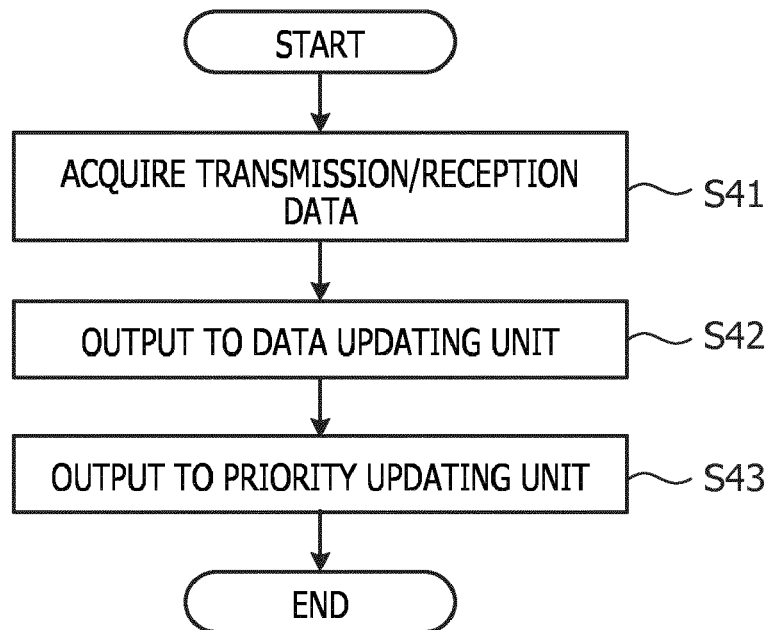 START
ACQUIRE TRANSMISSION/RECEPTION
DATA
S41
OUTPUT TO DATA UPDATING UNIT
S42
OUTPUT TO PRIORITY UPDATING UNIT
S43
END